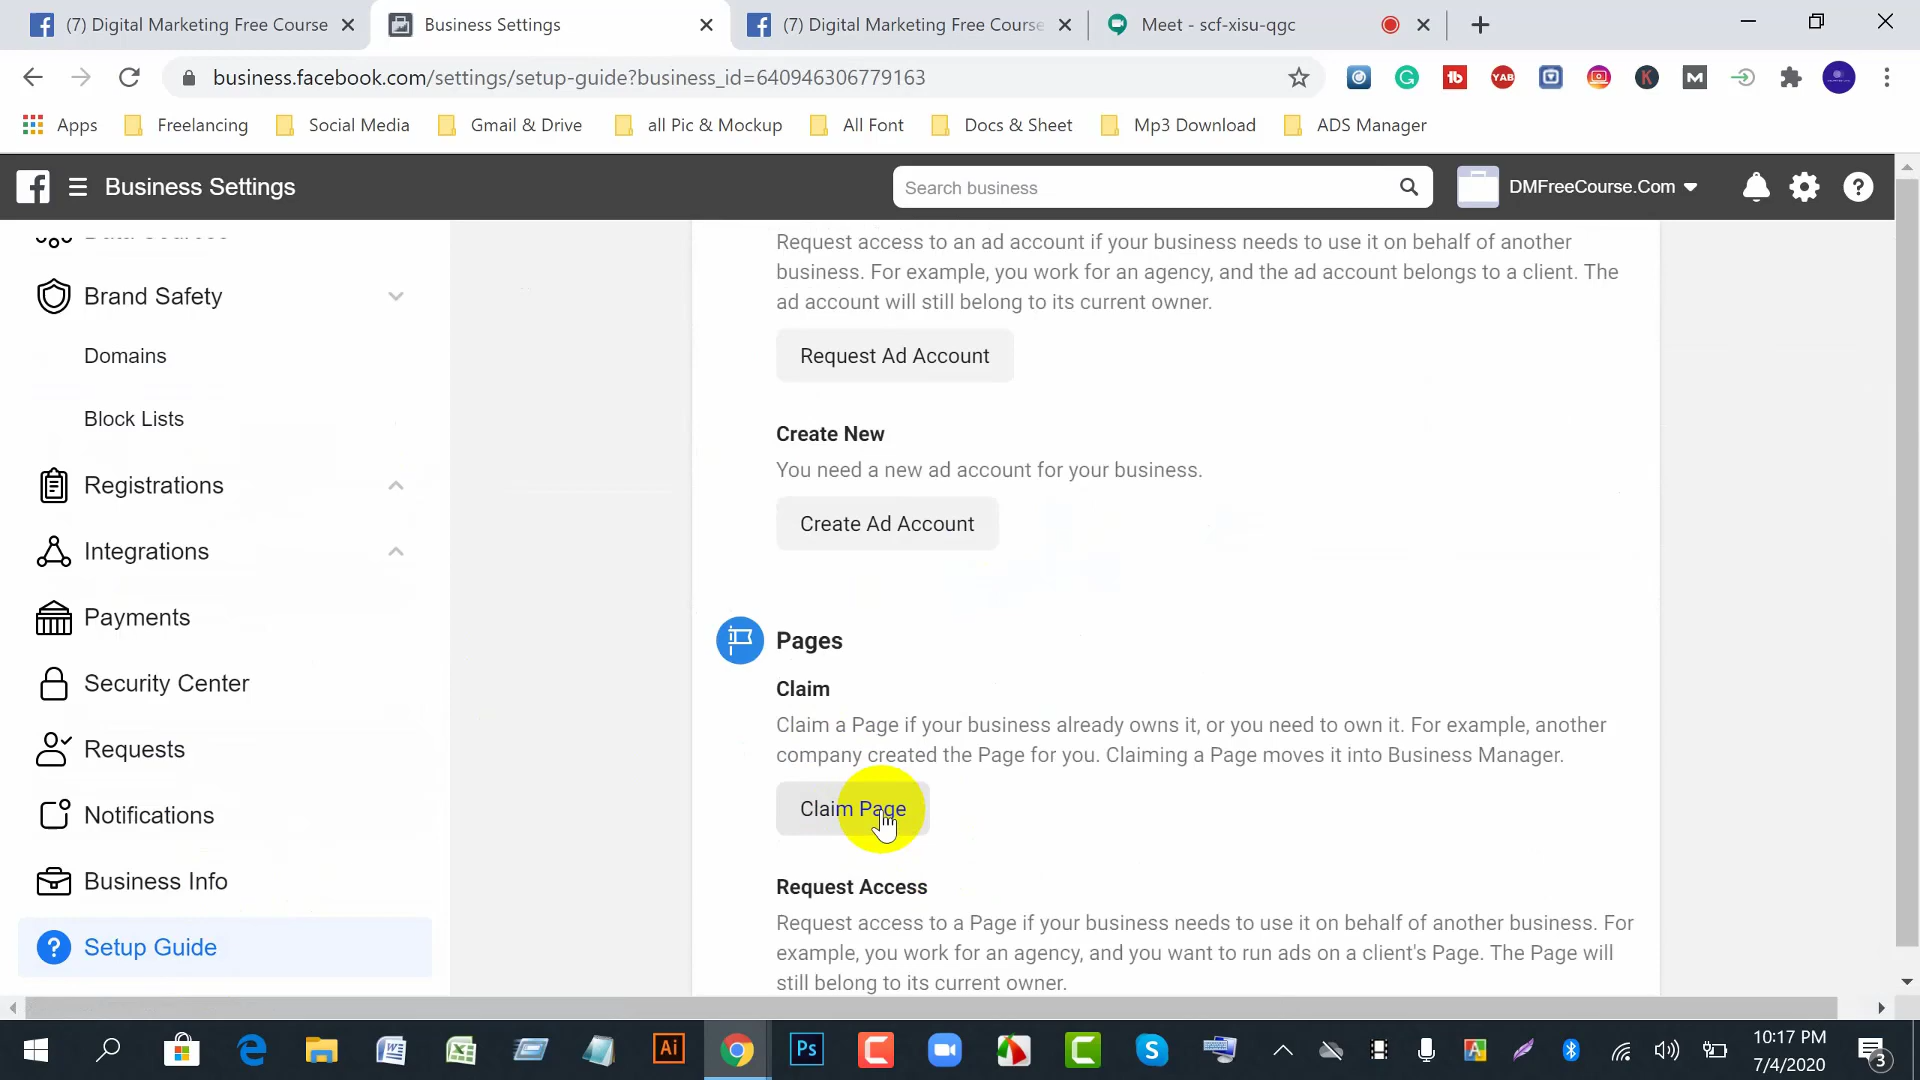 (7) Digital Marketing Free Course
Business Settings
(7) Digital Marketing Free Course
Meet - scf-xisu-qgc
business.facebook.com/settings/setup-guide?business_id=640946306779163
Apps
Freelancing
Social Media
Gmail & Drive
all Pic & Mockup
All Font
Docs & Sheet
Mp3 Download
ADS Manager
Business Settings
Search business
DMFreeCourse.Com
Data Sources
Brand Safety
Domains
Block Lists
Registrations
Integrations
Payments
Security Center
Requests
Notifications
Business Info
Setup Guide
Request access to an ad account if your business needs to use it on behalf of another
business. For example, you work for an agency, and the ad account belongs to a client. The
ad account will still belong to its current owner.
Request Ad Account
Create New
You need a new ad account for your business.
Create Ad Account
Pages
Claim
Claim a Page if your business already owns it, or you need to own it. For example, another
company created the Page for you. Claiming a Page moves it into Business Manager.
Claim Page
Request Access
Request access to a Page if your business needs to use it on behalf of another business. For
example, you work for an agency, and you want to run ads on a client's Page. The Page will
still belong to its current owner.
10:17 PM
7/4/2020
3